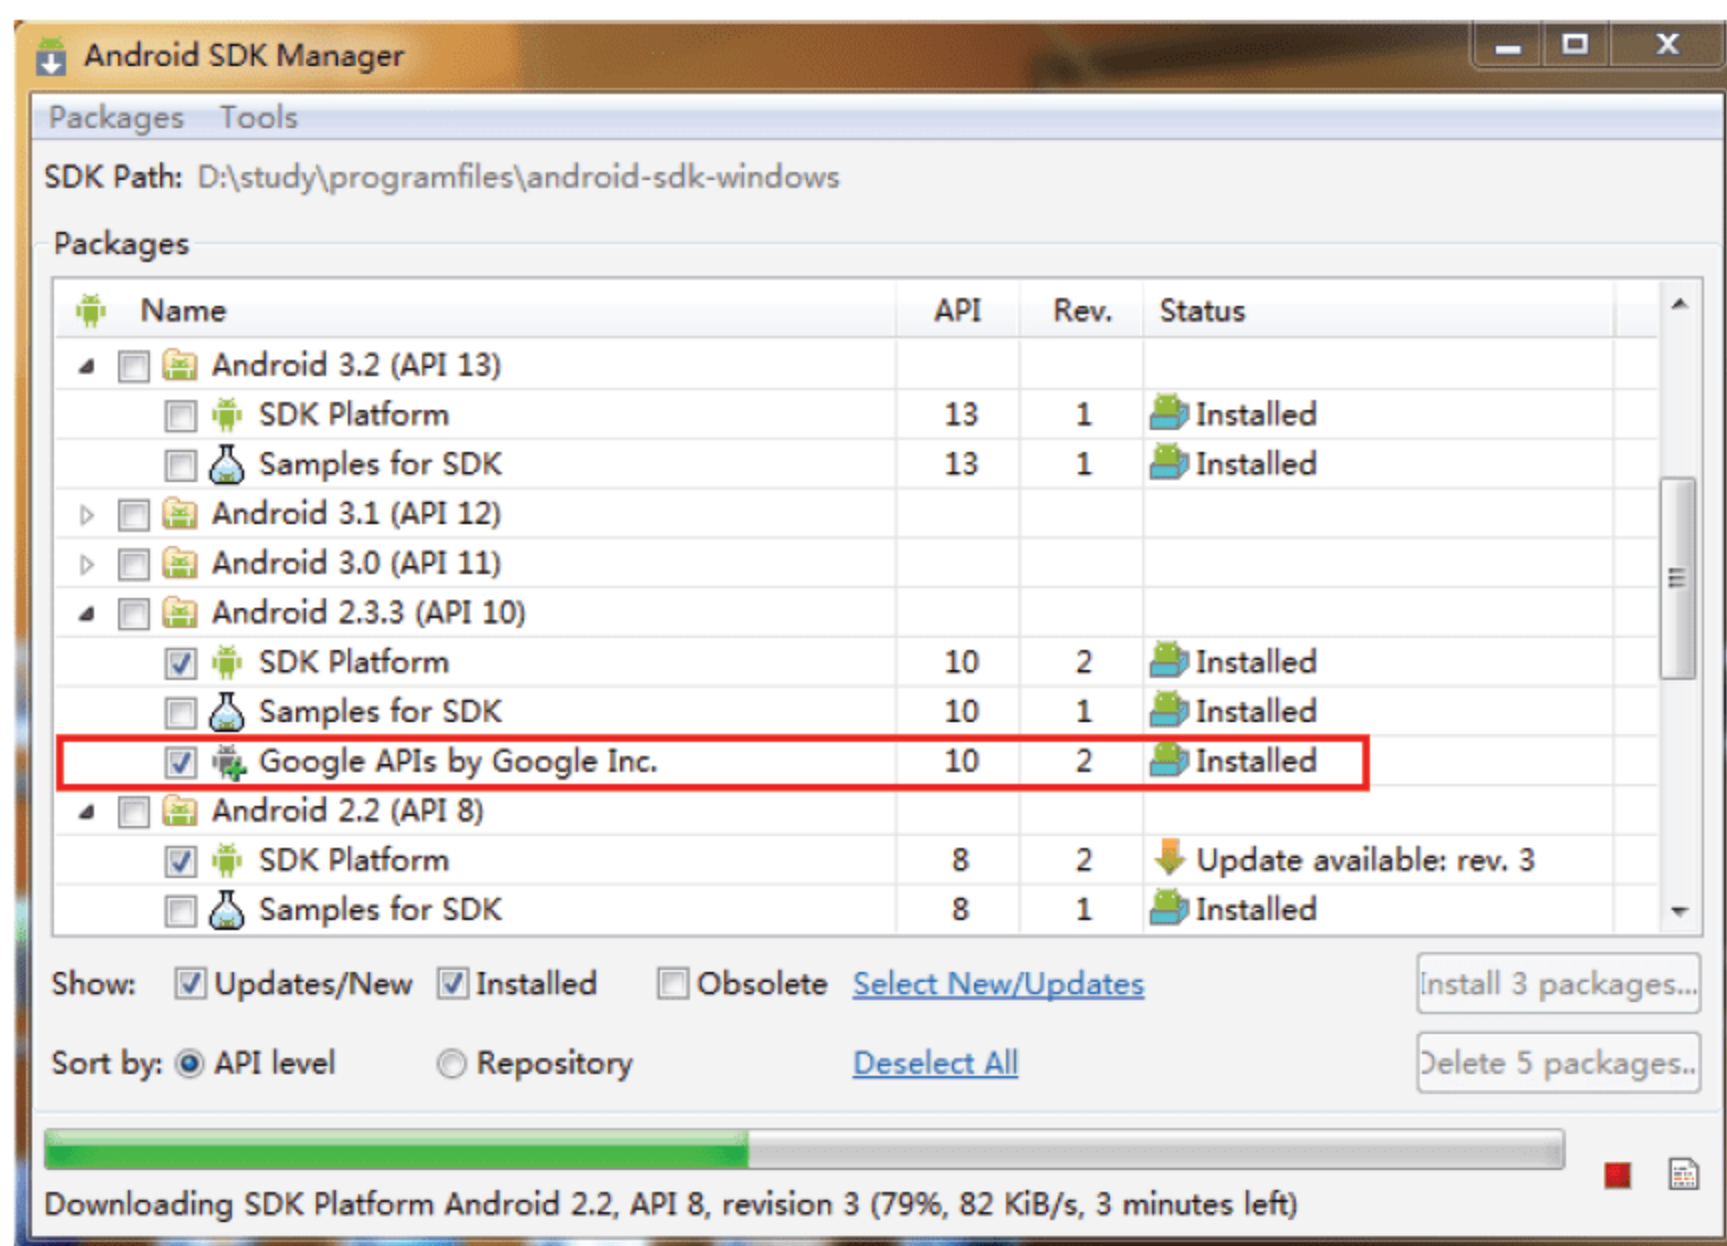 Android SDK Manager
Packages Tools
SDK Path: D:\study\programfiles\android-sdk-windows
Packages
Name API Rev. Status
Android 3.2 (API 13)
SDK Platform 13 1 Installed
Samples for SDK 13 1 Installed
Android 3.1 (API 12)
Android 3.0 (API 11)
Android 2.3.3 (API 10)
SDK Platform 10 2 Installed
Samples for SDK 10 1 Installed
Google APIs by Google Inc. 10 2 Installed
Android 2.2 (API 8)
SDK Platform 8 2 Update available: rev. 3
Samples for SDK 8 1 Installed
Show: Updates/New Installed Obsolete Select New/Updates Install 3 packages...
Sort by: API level Repository Deselect All Delete 5 packages..
Downloading SDK Platform Android 2.2, API 8, revision 3 (79%, 82 KiB/s, 3 minutes left)